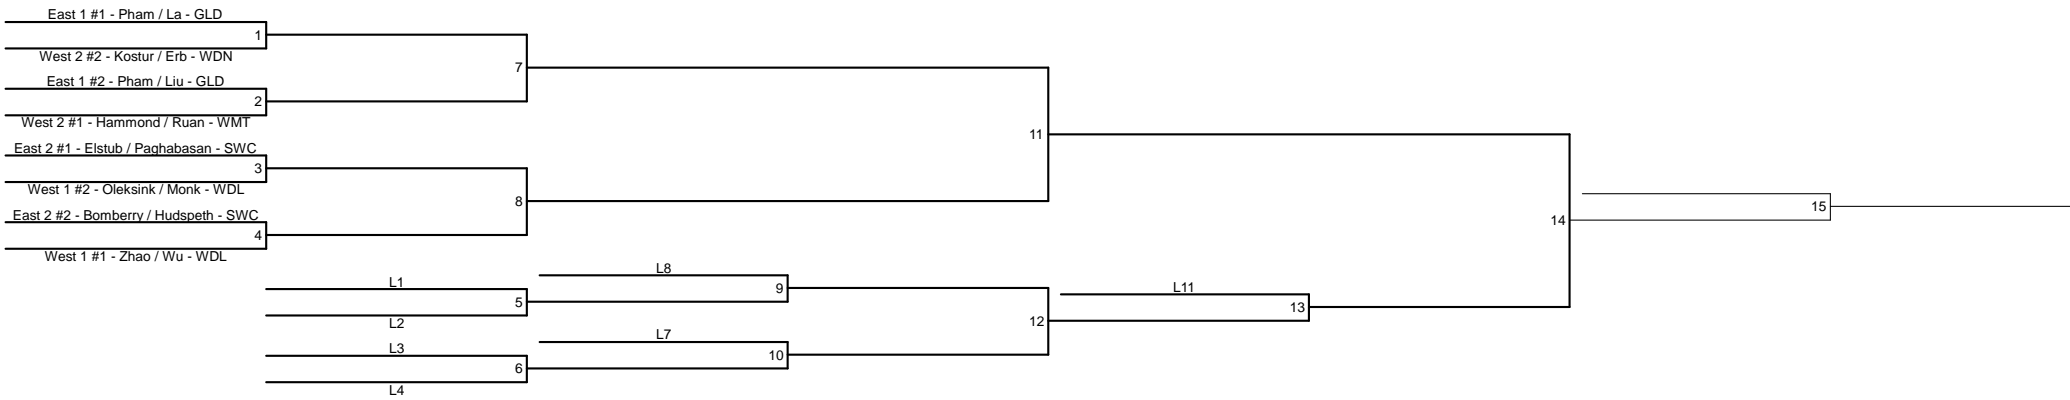 East 1 #1 - Pham / La - GLD
1
West 2 #2 - Kostur / Erb - WDN
7
East 1 #2 - Pham / Liu - GLD
2
West 2 #1 - Hammond / Ruan - WMT
11
East 2 #1 - Elstub / Paghabasan - SWC
3
West 1 #2 - Oleksink / Monk - WDL
8
East 2 #2 - Bomberry / Hudspeth - SWC
4
West 1 #1 - Zhao / Wu - WDL
15
14
L1
5
L2
L8
9
L11
13
12
L3
6
L4
L7
10